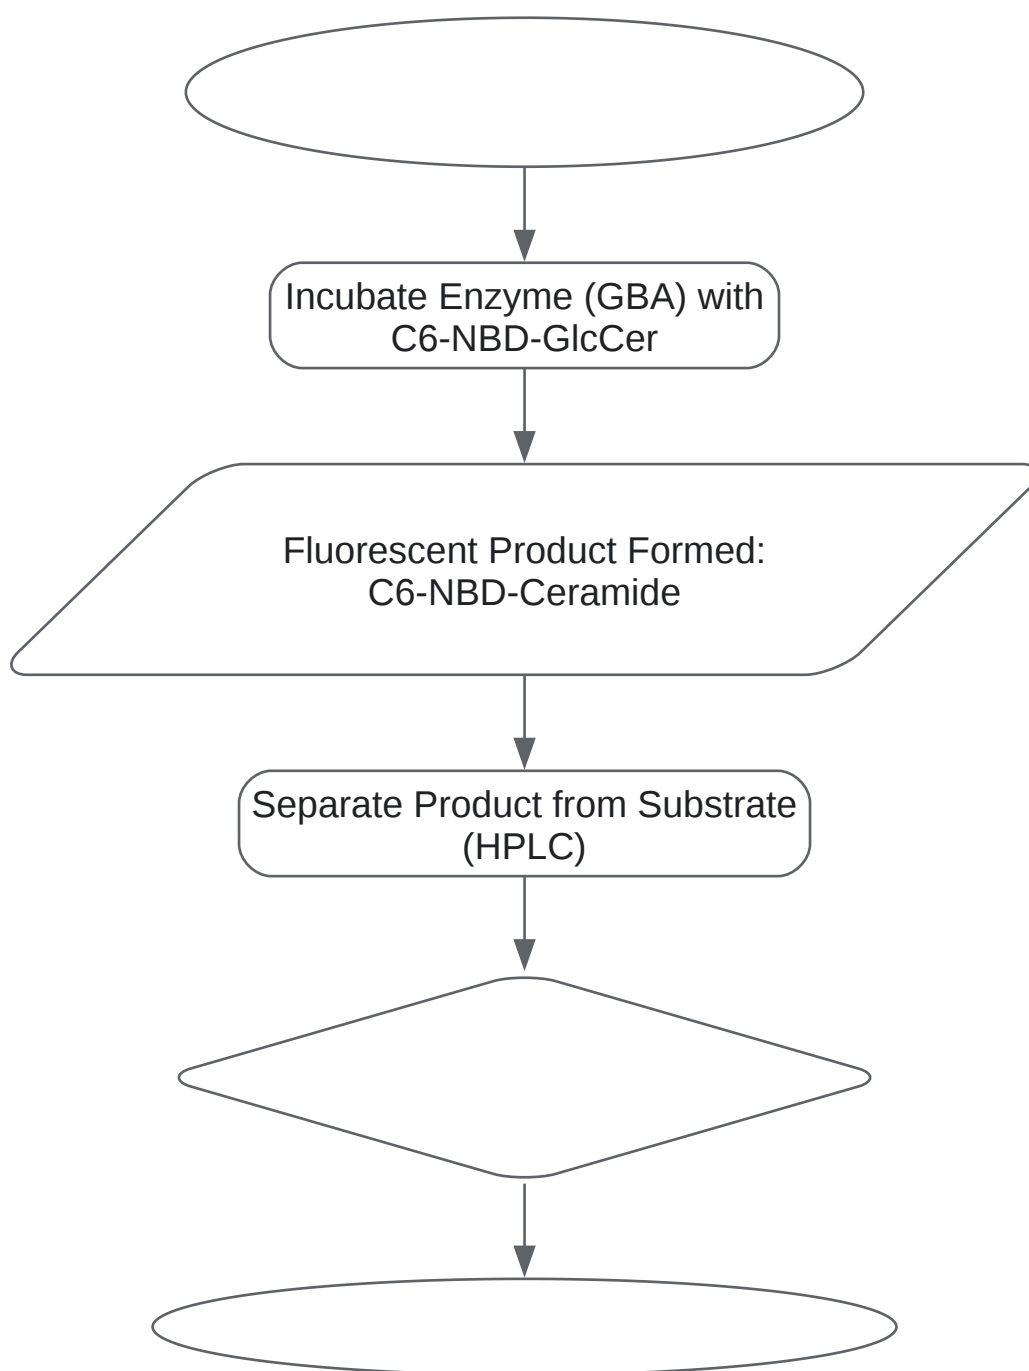 Incubate Enzyme (GBA) with
C6-NBD-GlcCer
Fluorescent Product Formed:
C6-NBD-Ceramide
Separate Product from Substrate
(HPLC)